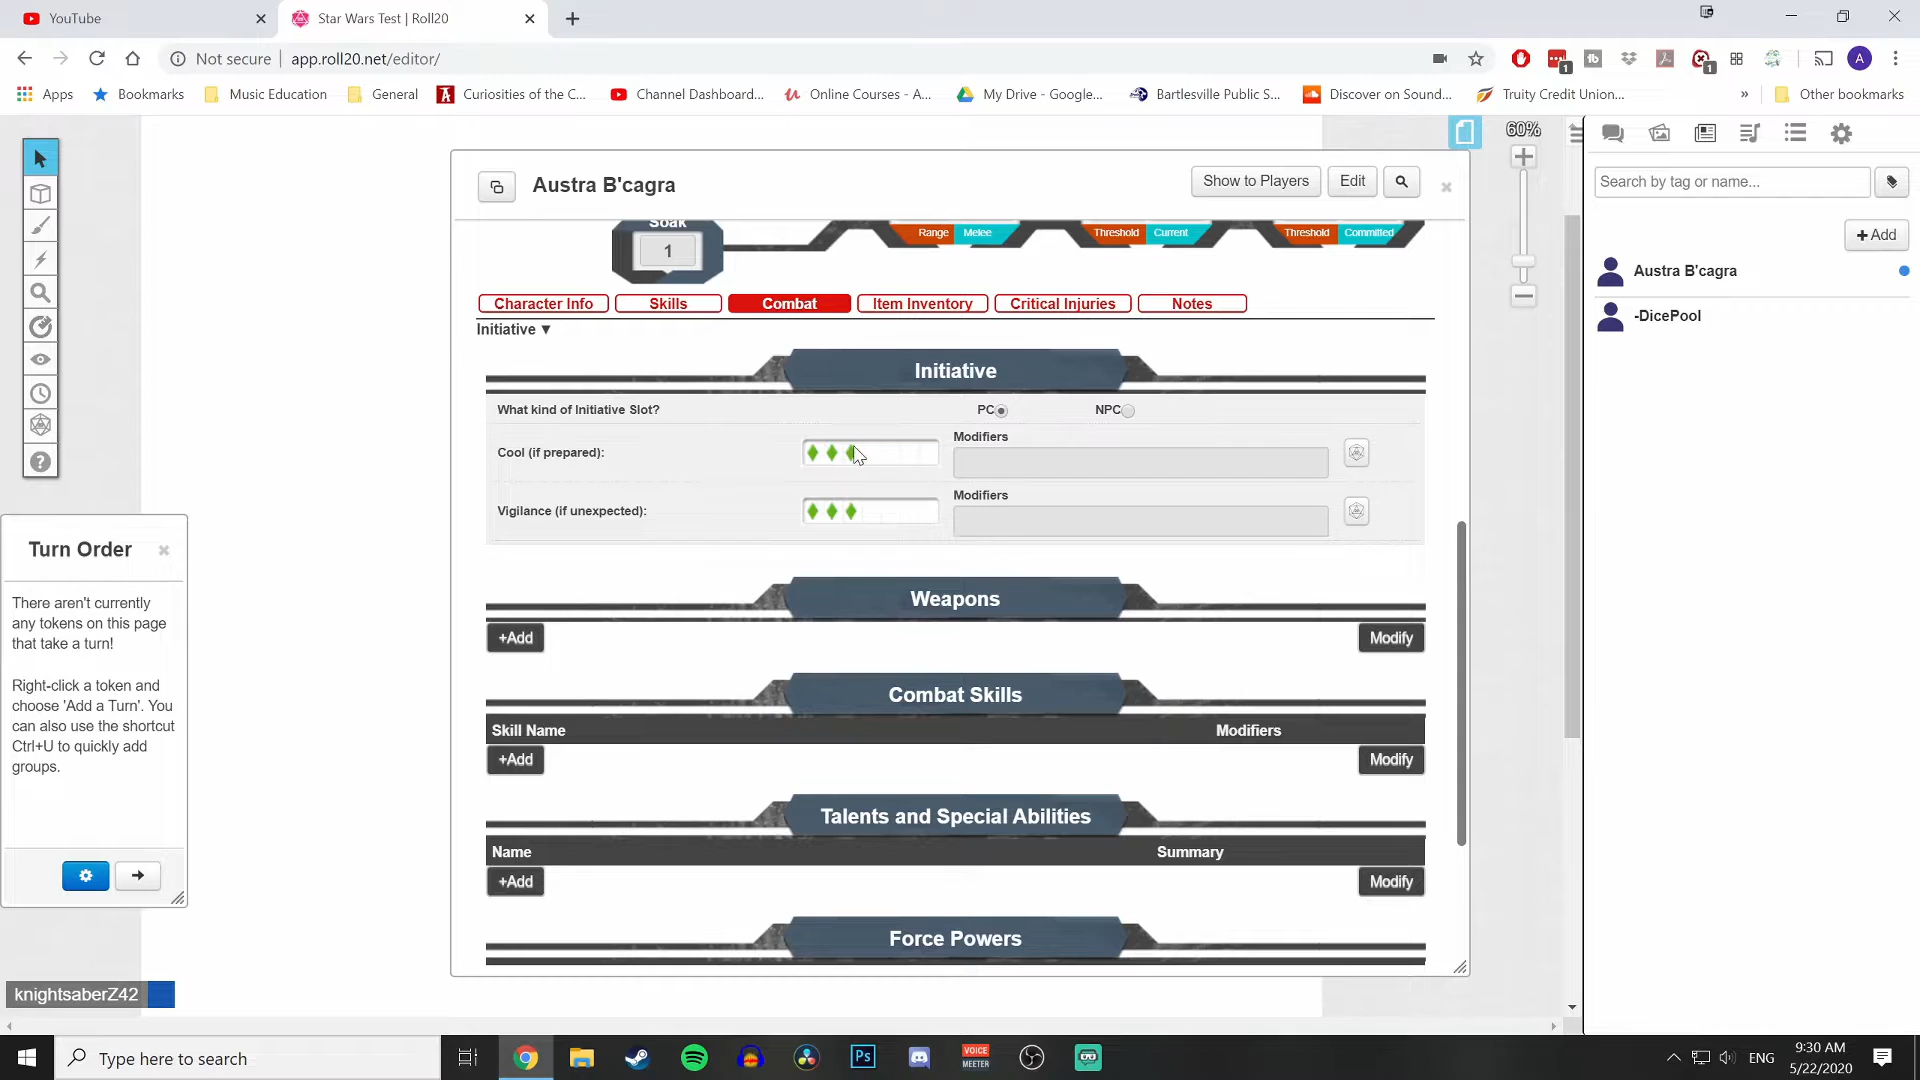 YouTube
Star Wars Test | Roll20
Not secure
app.roll20.net/editor/
Apps
Bookmarks
Music Education
General
Curiosities of the C...
Channel Dashboard...
Online Courses - A...
My Drive - Google...
Bartlesville Public S...
Discover on Sound...
Truity Credit Union...
»
Other bookmarks
60%
Austra B'cagra
Show to Players
Edit
Search by tag or name...
+ Add
Austra B'cagra
-DicePool
Soak
1
Range
Melee
Threshold
Current
Threshold
Committed
Character Info
Skills
Combat
Item Inventory
Critical Injuries
Notes
Initiative ▼
Initiative
What kind of Initiative Slot?
PC
NPC
Cool (if prepared):
Modifiers
Vigilance (if unexpected):
Modifiers
Weapons
+Add
Modify
Combat Skills
Skill Name
Modifiers
+Add
Modify
Talents and Special Abilities
Name
Summary
+Add
Modify
Force Powers
Turn Order
There aren't currently
any tokens on this page
that take a turn!
Right-click a token and
choose 'Add a Turn'. You
can also use the shortcut
Ctrl+U to quickly add
groups.
knightsaberZ42
Type here to search
Ps
VOICE
MEETER
ENG
9:30 AM
5/22/2020